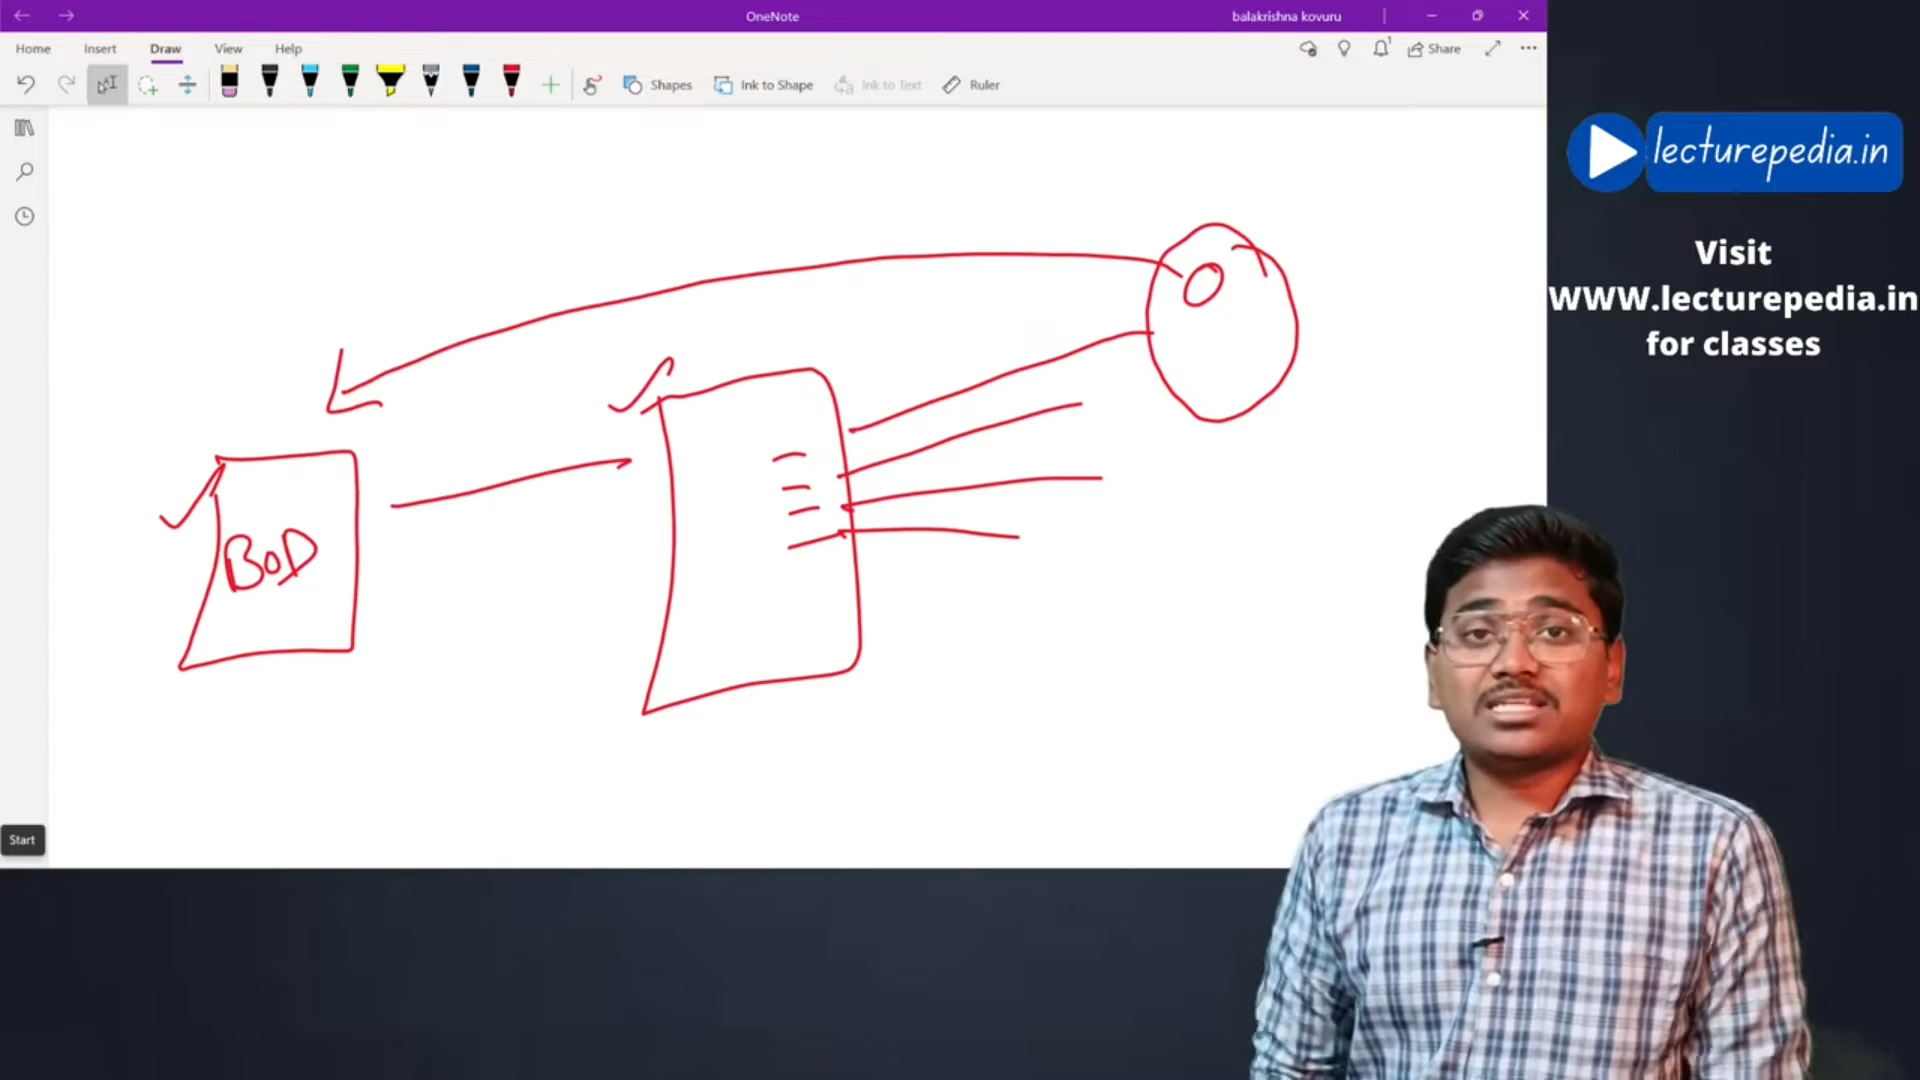 OneNote
balakrishna kovuru
Home Insert Draw View Help
1
Share
Shapes
Ink to Shape
Ink to Text
Ruler
lecturepedia.in
Visit
WWW.lecturepedia.in
for classes
BOD
Start